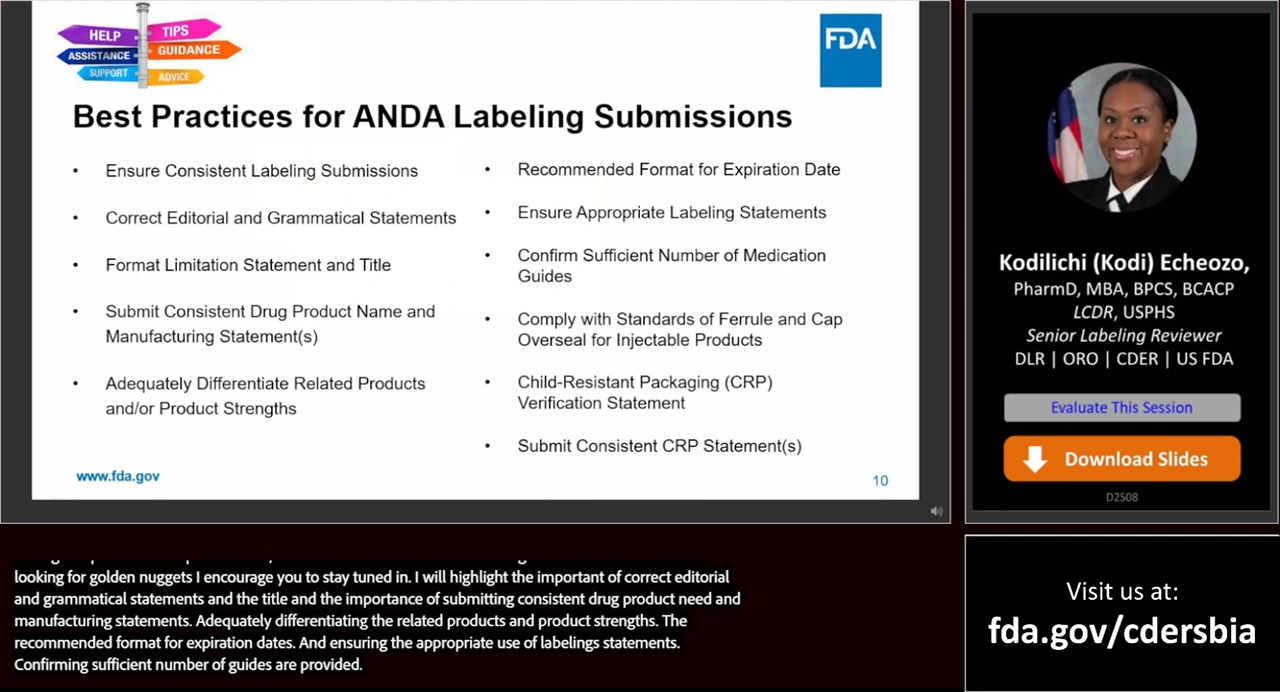 HELP
TIPS
ASSISTANCE
GUIDANCE
SUPPORT
ADVICE
FDA
Best Practices for ANDA Labeling Submissions
• Ensure Consistent Labeling Submissions
• Correct Editorial and Grammatical Statements
• Format Limitation Statement and Title
• Submit Consistent Drug Product Name and
Manufacturing Statement(s)
• Adequately Differentiate Related Products
and/or Product Strengths
• Recommended Format for Expiration Date
• Ensure Appropriate Labeling Statements
• Confirm Sufficient Number of Medication
Guides
• Comply with Standards of Ferrule and Cap
Overseal for Injectable Products
• Child-Resistant Packaging (CRP)
Verification Statement
• Submit Consistent CRP Statement(s)
www.fda.gov
10
Kodilichi (Kodi) Echeozo,
PharmD, MBA, BPCS, BCACP
LCDR, USPHS
Senior Labeling Reviewer
DLR | ORO | CDER | US FDA
Evaluate This Session
Download Slides
D2S08
looking for golden nuggets I encourage you to stay tuned in. I will highlight the important of correct editorial
and grammatical statements and the title and the importance of submitting consistent drug product need and
manufacturing statements. Adequately differentiating the related products and product strengths. The
recommended format for expiration dates. And ensuring the appropriate use of labelings statements.
Confirming sufficient number of guides are provided.
Visit us at:
fda.gov/cdersbia